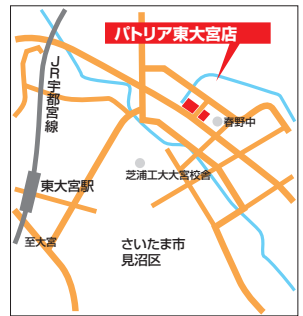 パトリア東大宮店
JR宇都宮線
春野中
芝浦工大大宮校舎
東大宮駅
至大宮
さいたま市
見沼区